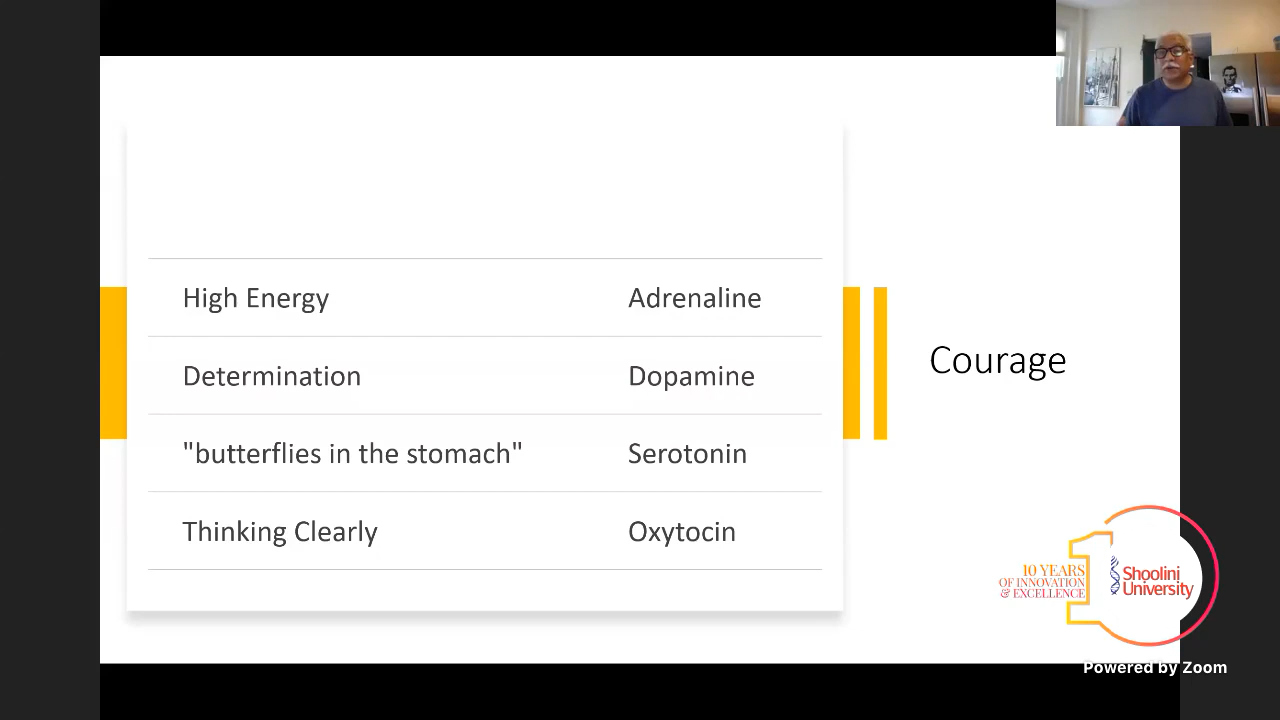 High Energy Adrenaline
Determination Dopamine
"butterflies in the stomach" Serotonin
Thinking Clearly Oxytocin
Courage
10 YEARS
OF INNOVATION
& EXCELLENCE
1
Shoolini
University
Powered by Zoom